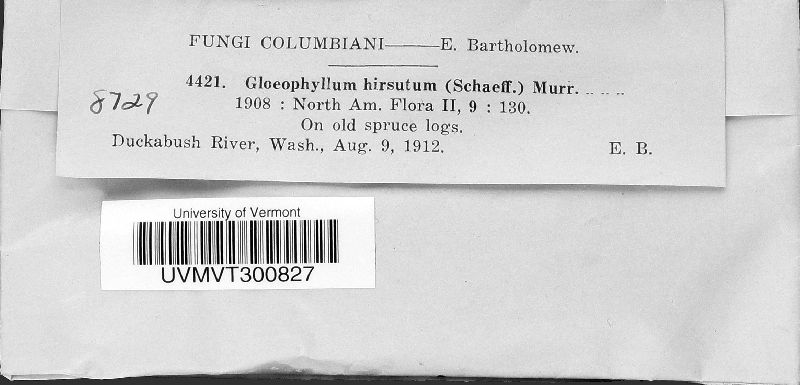 FUNGI COLUMBIANI——E. Bartholomew.
4421. Gloeophyllum hirsutum (Schaeff.) Murr. .. .. ..
8729
1908 : North Am. Flora II, 9 : 130.
On old spruce logs.
Duckabush River, Wash., Aug. 9, 1912. E. B.
University of Vermont
UVMVT300827